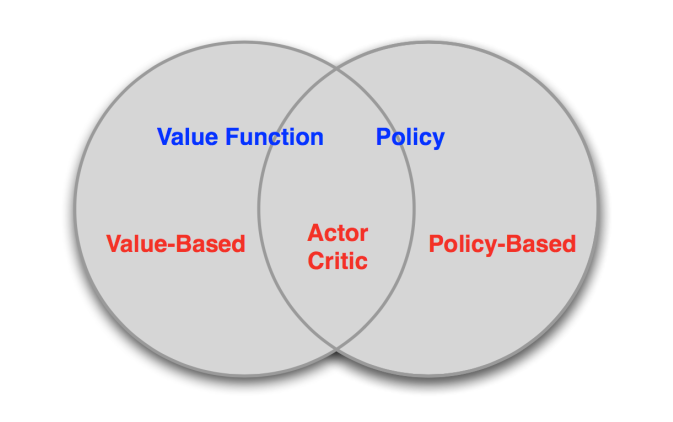 Value Function
Policy
Value-Based
Actor
Critic
Policy-Based